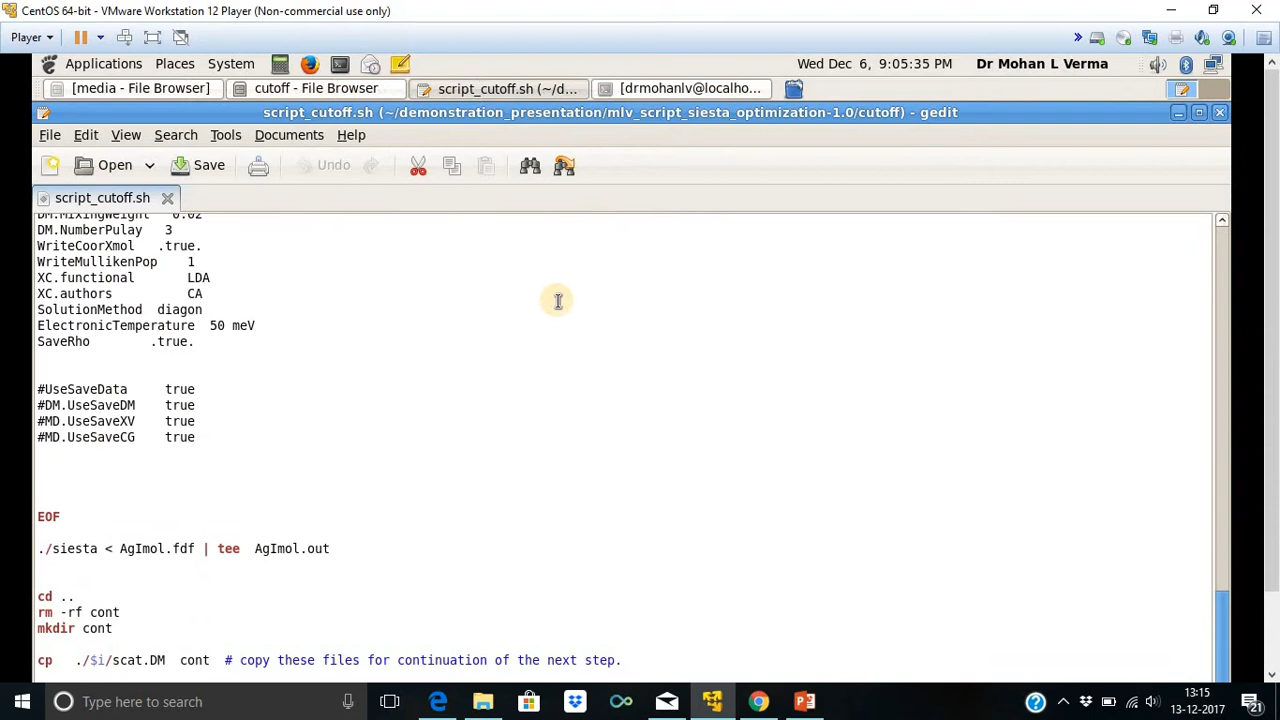 CentOS 64-bit - VMware Workstation 12 Player (Non-commercial use only)
Player
Applications Places System Wed Dec 6, 9:05:35 PM Dr Mohan L Verma
[media - File Browser] cutoff - File Browser script_cutoff.sh (~/d... [drmohanlv@localho...
script_cutoff.sh (~/demonstration_presentation/mlv_script_siesta_optimization-1.0/cutoff) - gedit
File Edit View Search Tools Documents Help
Open Save Undo
script_cutoff.sh
DM.MixingWeight 0.02
DM.NumberPulay 3
WriteCoorXmol .true.
WriteMullikenPop 1
XC.functional LDA
XC.authors CA
SolutionMethod diagon
ElectronicTemperature 50 meV
SaveRho .true.
#UseSaveData true
#DM.UseSaveDM true
#MD.UseSaveXV true
#MD.UseSaveCG true
EOF
./siesta < AgImol.fdf | tee AgImol.out
cd ..
rm -rf cont
mkdir cont
cp ./$i/scat.DM cont # copy these files for continuation of the next step.
Type here to search
13:15
13-12-2017
21